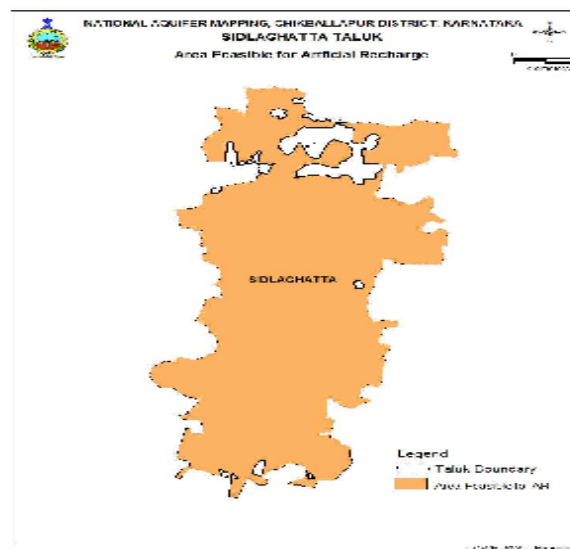 NATIONAL AQUIFER MAPPING, CHIKBALLAPUR DISTRICT, KARNATAKA
SIDLAGHATTA TALUK
Area Feasible for Artificial Recharge
SIDLAGHATTA
Legend
Taluk Boundary
Area Feasible for AR